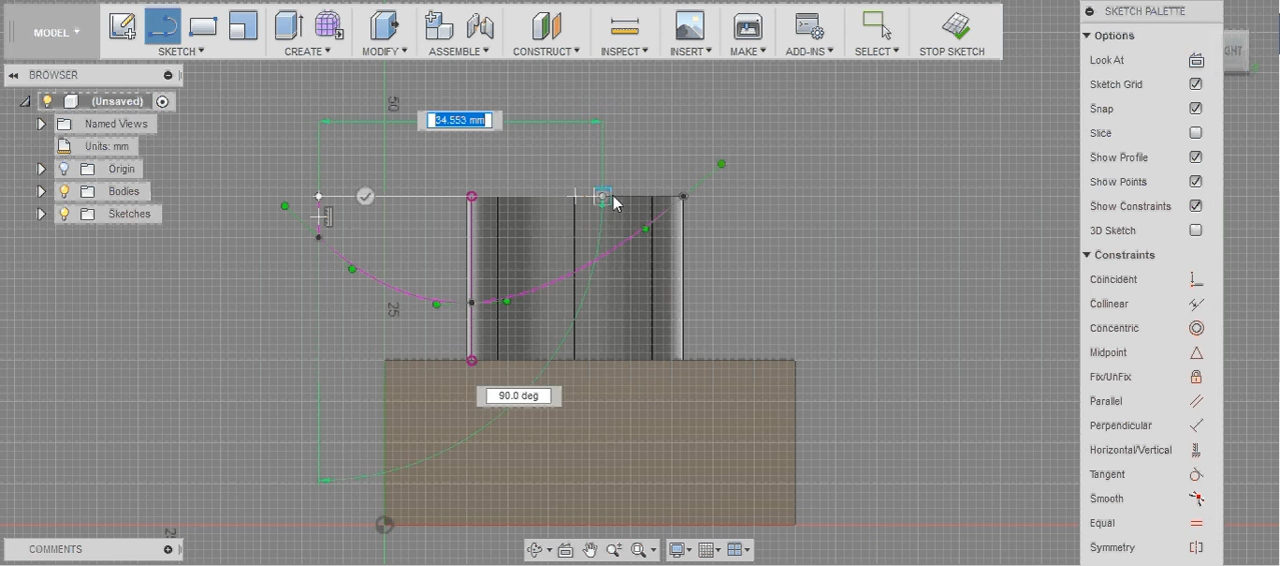 MODEL
SKETCH
CREATE
MODIFY
ASSEMBLE
CONSTRUCT
INSPECT
INSERT
MAKE
ADD-INS
SELECT
STOP SKETCH
BROWSER
(Unsaved)
Named Views
Units: mm
Origin
Bodies
Sketches
50
34.553 mm
25
90.0 deg
COMMENTS
SKETCH PALETTE
Options
Look At
Sketch Grid
Snap
Slice
Show Profile
Show Points
Show Constraints
3D Sketch
Constraints
Coincident
Collinear
Concentric
Midpoint
Fix/UnFix
Parallel
Perpendicular
Horizontal/Vertical
Tangent
Smooth
Equal
Symmetry